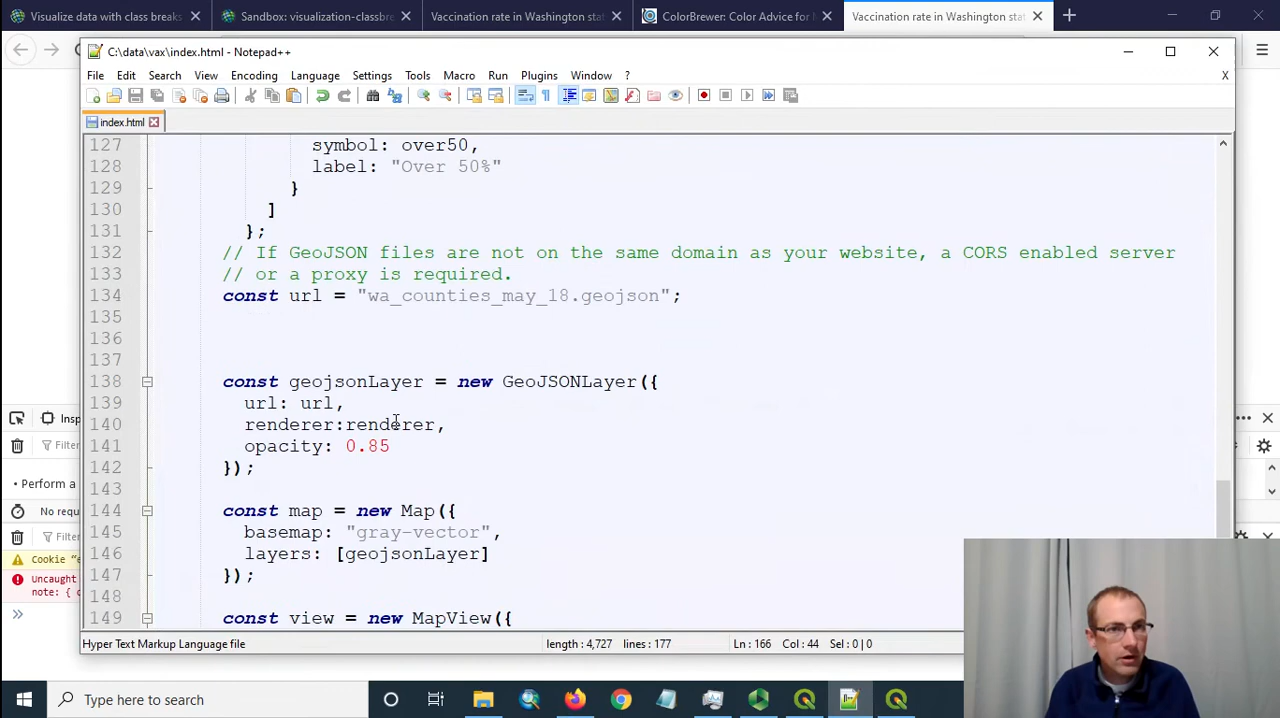 Visualize data with class breaks
Sandbox: visualization-classbre
Vaccination rate in Washington stat
ColorBrewer: Color Advice for M
Vaccination rate in Washington stat
C:\data\vax\index.html - Notepad++
File Edit Search View Encoding Language Settings Tools Macro Run Plugins Window ? X
index.html
127 symbol: over50,
128 label: "Over 50%"
129 }
130 ]
131 };
132 // If GeoJSON files are not on the same domain as your website, a CORS enabled server
133 // or a proxy is required.
134 const url = "wa_counties_may_18.geojson";
135
136
137
138 const geojsonLayer = new GeoJSONLayer({
139 url: url,
140 renderer:renderer,
141 opacity: 0.85
142 });
143
144 const map = new Map({
145 basemap: "gray-vector",
146 layers: [geojsonLayer]
147 });
148
149 const view = new MapView({
Insp
Filter
Perform a
No requ
Filter
Cookie “e
Uncaught
note: { c
Hyper Text Markup Language file length : 4,727 lines : 177 Ln : 166 Col : 44 Sel : 0 | 0
Type here to search